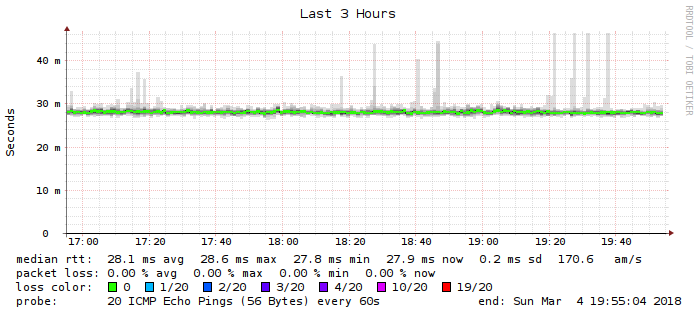 Last 3 Hours
RRDTOOL / TOBI OETIKER
Seconds
40 m
30 m
20 m
10 m
0
17:00 17:20 17:40 18:00 18:20 18:40 19:00 19:20 19:40
median rtt: 28.1 ms avg 28.6 ms max 27.8 ms min 27.9 ms now 0.2 ms sd 170.6 am/s
packet loss: 0.00 % avg 0.00 % max 0.00 % min 0.00 % now
loss color: 0 1/20 2/20 3/20 4/20 10/20 19/20
probe: 20 ICMP Echo Pings (56 Bytes) every 60s end: Sun Mar 4 19:55:04 2018